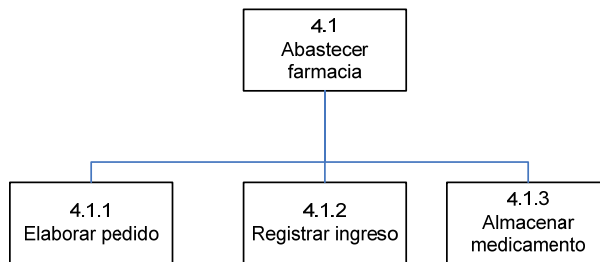 4.1
Abastecer
farmacia
4.1.1
Elaborar pedido
4.1.2
Registrar ingreso
4.1.3
Almacenar
medicamento